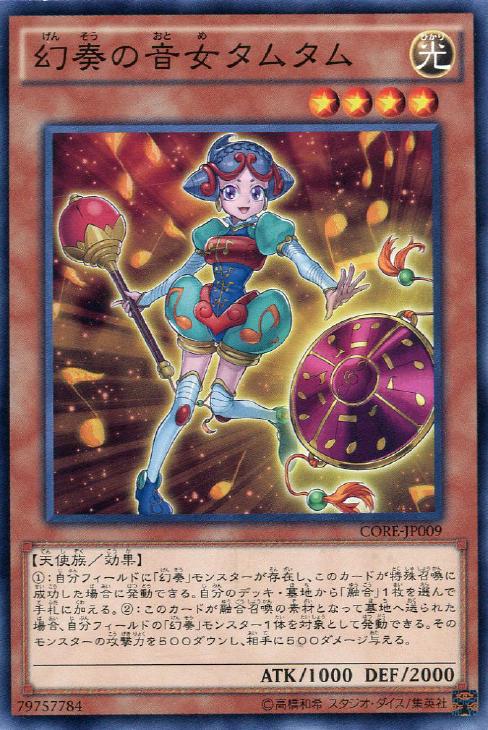 幻奏の音女タムタム
光
CORE-JP009
【天使族/効果】
①:自分フィールドに「幻奏」モンスターが存在し、このカードが特殊召喚に
成功した場合に発動できる。自分のデッキ・墓地から「融合」1枚を選んで
手札に加える。②:このカードが融合召喚の素材となって墓地へ送られた
場合、自分フィールドの「幻奏」モンスター1体を対象として発動できる。その
モンスターの攻撃力を500ダウンし、相手に500ダメージ与える。
ATK/1000 DEF/2000
79757784
©高橋和希 スタジオ・ダイス/集英社